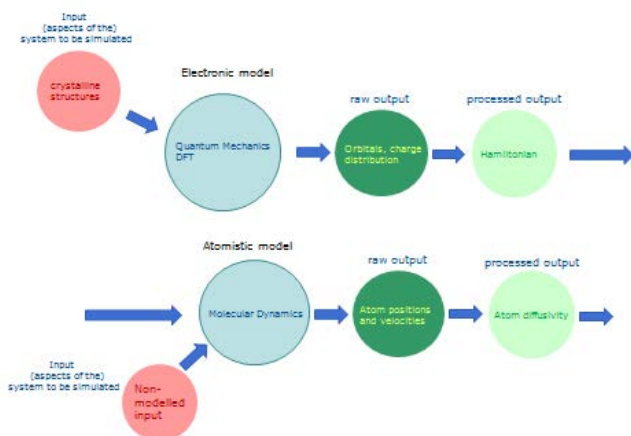 Input
(aspects of the)
system to be simulated
crystalline
structures
Electronic model
Quantum Mechanics
DFT
raw output
Orbitals, charge
distribution
processed output
Hamiltonian
Atomistic model
Molecular Dynamics
raw output
Atom positions
and velocities
processed output
Atom diffusivity
Input
(aspects of the)
system to be simulated
Non-
modelled
input